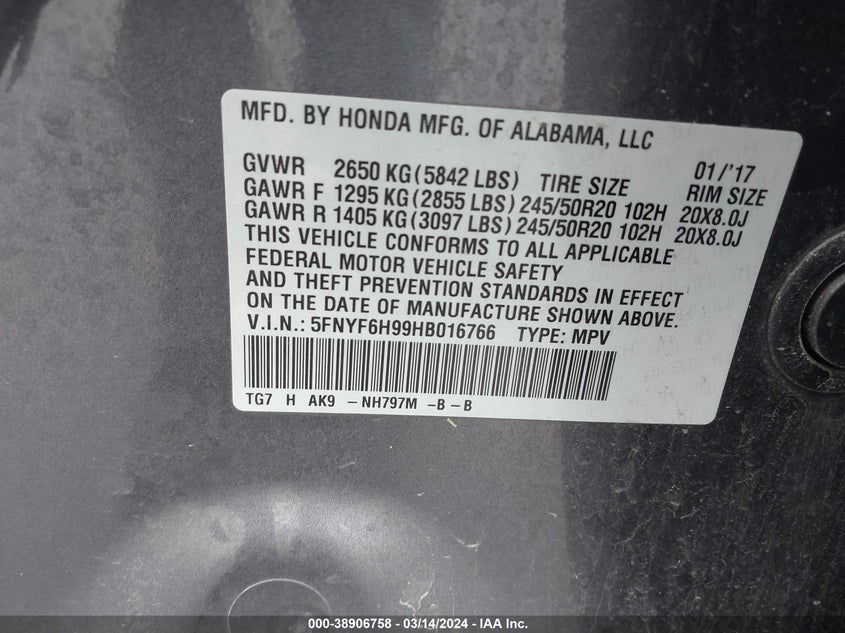 MFD. BY HONDA MFG. OF ALABAMA, LLC
01/'17
GVWR 2650 KG (5842 LBS) TIRE SIZE RIM SIZE
GAWR F 1295 KG (2855 LBS) 245/50R20 102H 20X8.0J
GAWR R 1405 KG (3097 LBS) 245/50R20 102H 20X8.0J
THIS VEHICLE CONFORMS TO ALL APPLICABLE
FEDERAL MOTOR VEHICLE SAFETY
AND THEFT PREVENTION STANDARDS IN EFFECT
ON THE DATE OF MANUFACTURE SHOWN ABOVE.
V.I.N.: 5FNYF6H99HB016766 TYPE: MPV
TG7 H AK9 – NH797M –B – B
000-38906758 - 03/14/2024 - IAA Inc.